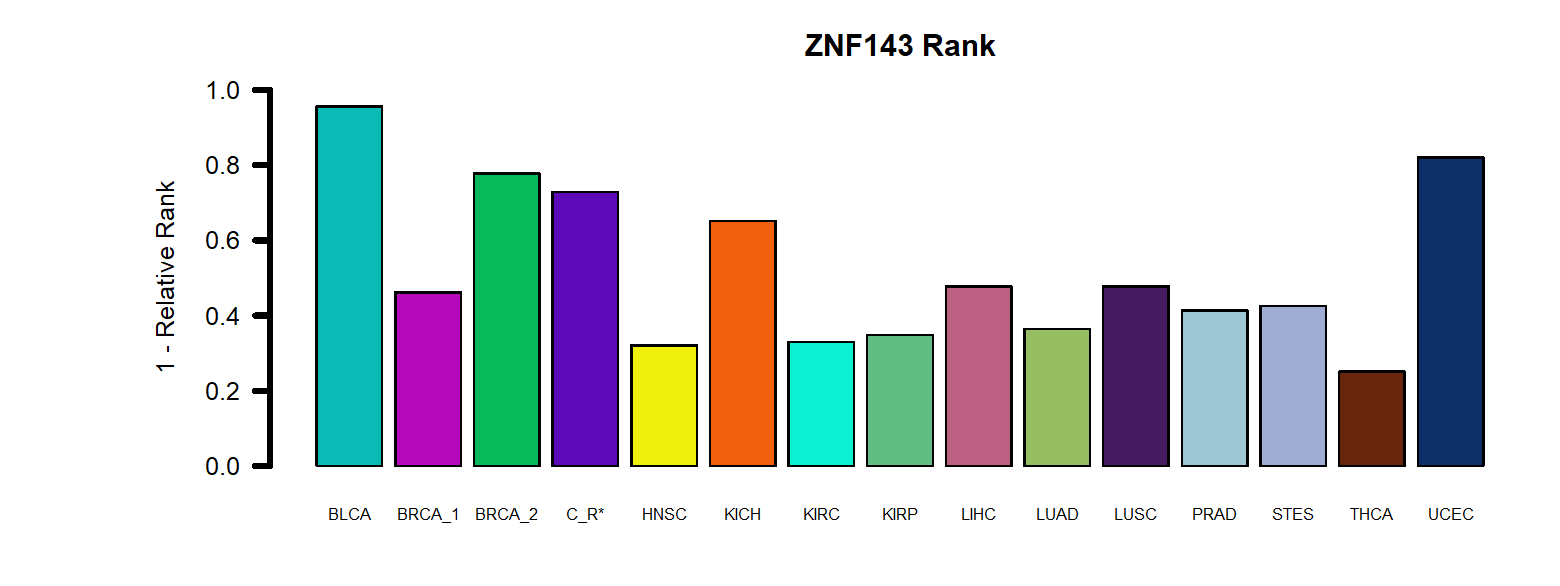 ZNF143 Rank
1 - Relative Rank
1.0
0.8
0.6
0.4
0.2
0.0
BLCA BRCA_1 BRCA_2 C_R* HNSC KICH KIRC KIRP LIHC LUAD LUSC PRAD STES THCA UCEC